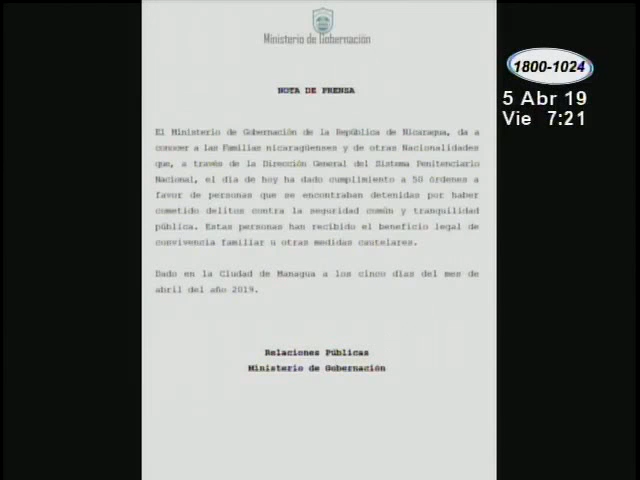 Ministerio de Gobernación
1800-1024
5 Abr 19
Vie 7:21
NOTA DE PRENSA
El Ministerio de Gobernación de la República de Nicaragua, da a
conocer a las Familias nicaragüenses y de otras Nacionalidades
que, a través de la Dirección General del Sistema Penitenciario
Nacional, el día de hoy ha dado cumplimiento a 50 órdenes a
favor de personas que se encontraban detenidas por haber
cometido delitos contra la seguridad común y tranquilidad
pública. Estas personas han recibido el beneficio legal de
convivencia familiar u otras medidas cautelares.
Dado en la Ciudad de Managua a los cinco días del mes de
abril del año 2019.
Relaciones Públicas
Ministerio de Gobernación